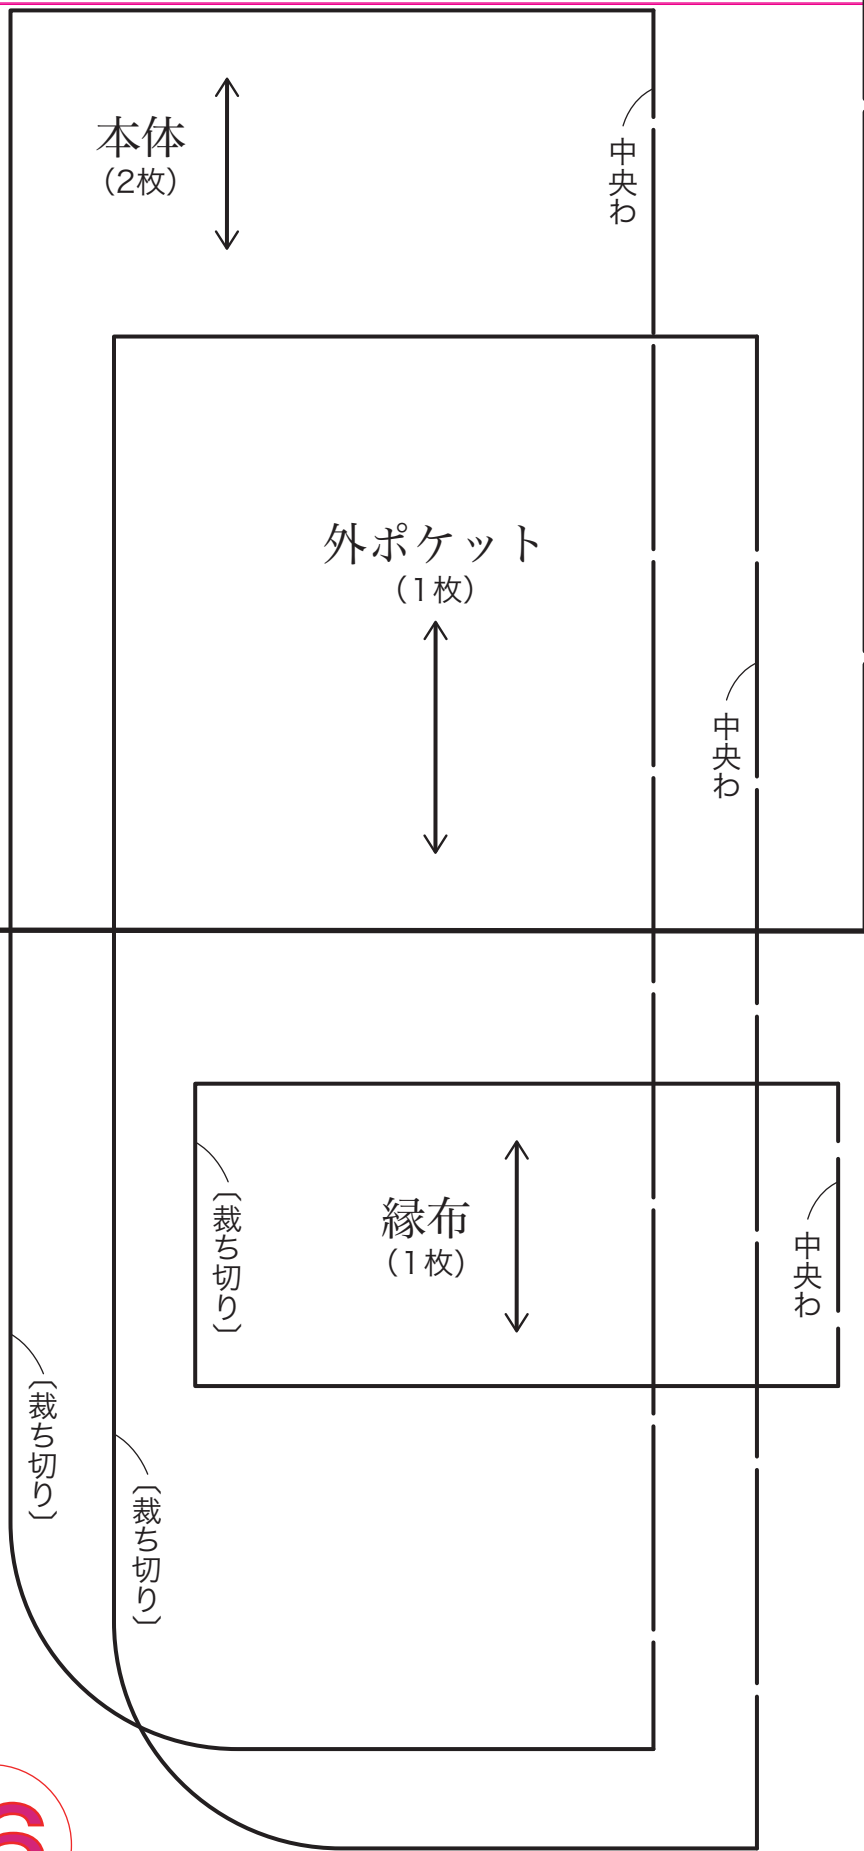 本体
(2枚)
中央わ
外ポケット
(1枚)
中央わ
縁布
(1枚)
〔裁ち切り〕
中央わ
〔裁ち切り〕
〔裁ち切り〕